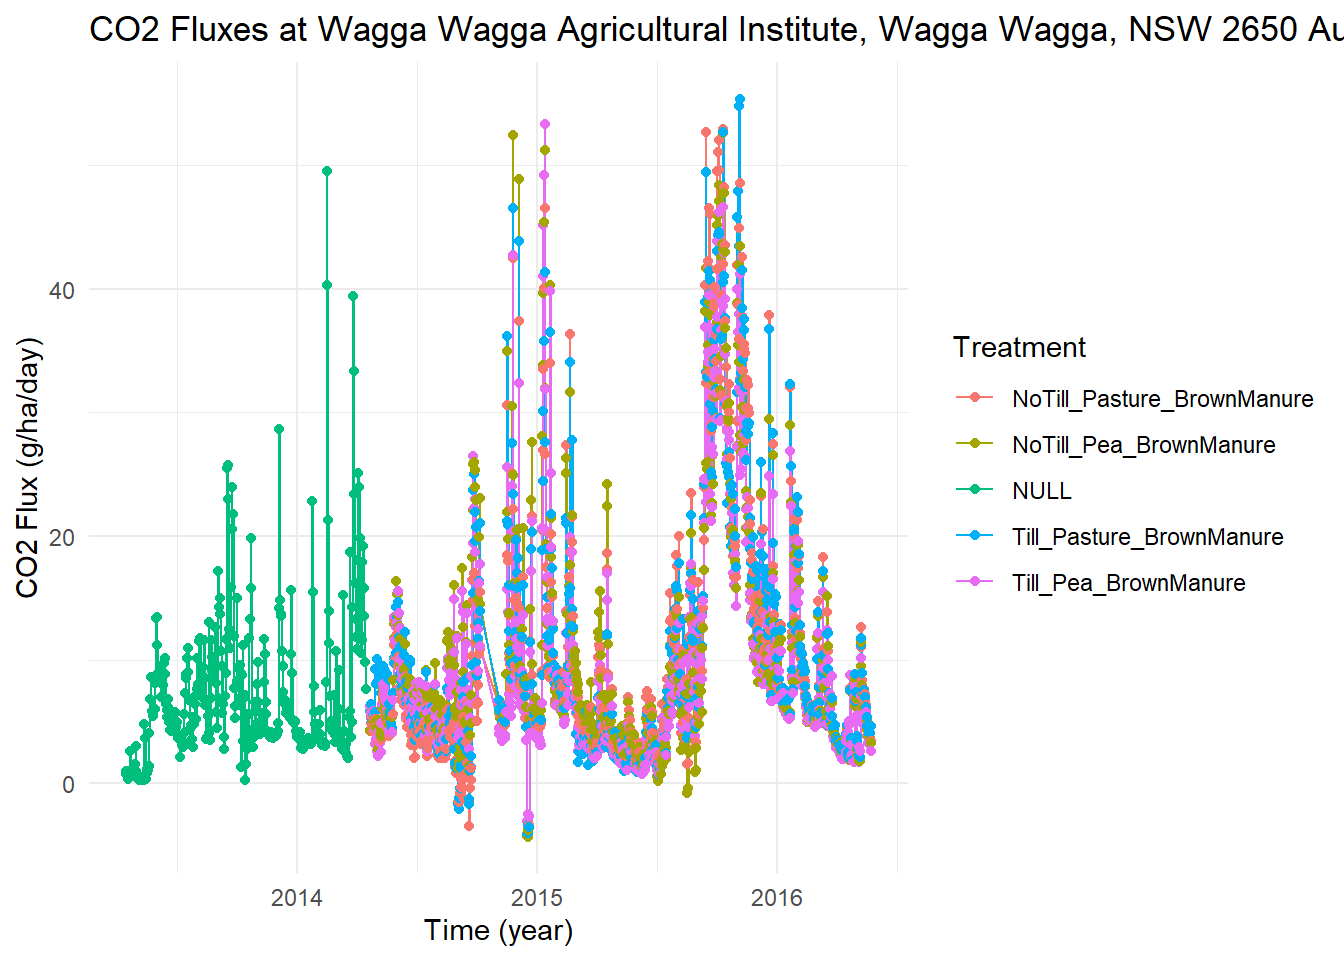 CO2 Fluxes at Wagga Wagga Agricultural Institute, Wagga Wagga, NSW 2650 Au
CO2 Flux (g/ha/day)
40
20
0
2014 2015 2016
Time (year)
Treatment
NoTill_Pasture_BrownManure
NoTill_Pea_BrownManure
NULL
Till_Pasture_BrownManure
Till_Pea_BrownManure